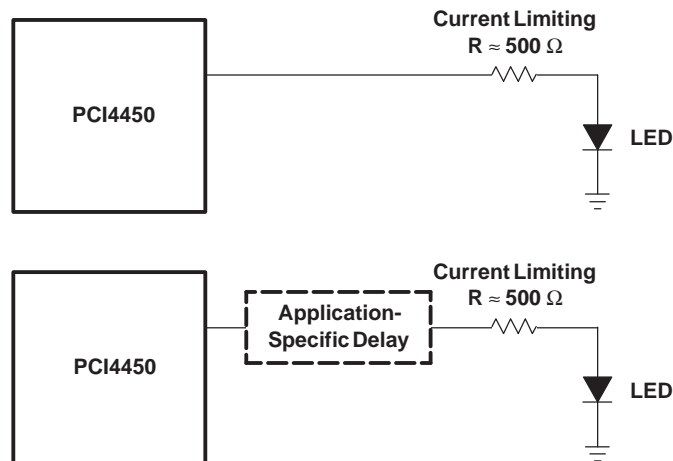 Current Limiting
R ≈ 500 Ω
PCI4450
LED
Current Limiting
R ≈ 500 Ω
Application-
Specific Delay
PCI4450
LED